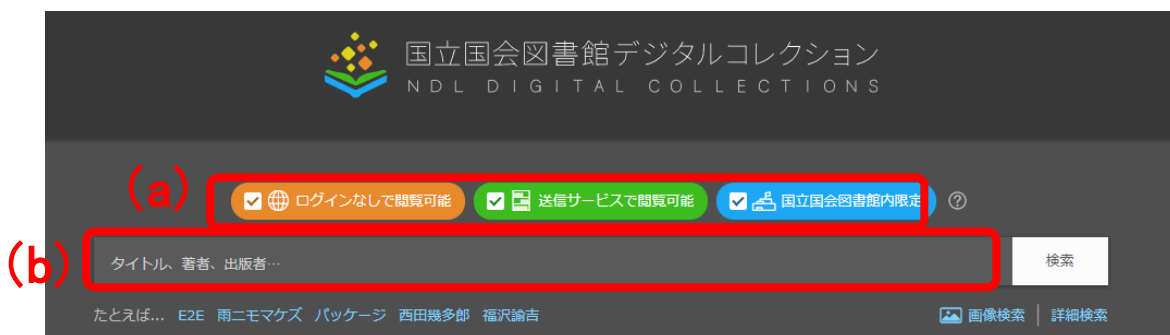 国立国会図書館デジタルコレクション
NDL DIGITAL COLLECTIONS
(a)
ログインなしで閲覧可能 送信サービスで閲覧可能 国立国会図書館内限定 ?
(b)
タイトル、著者、出版者… 検索
たとえば... E2E 雨ニモマケズ パッケージ 西田幾多郎 福沢諭吉 画像検索 | 詳細検索